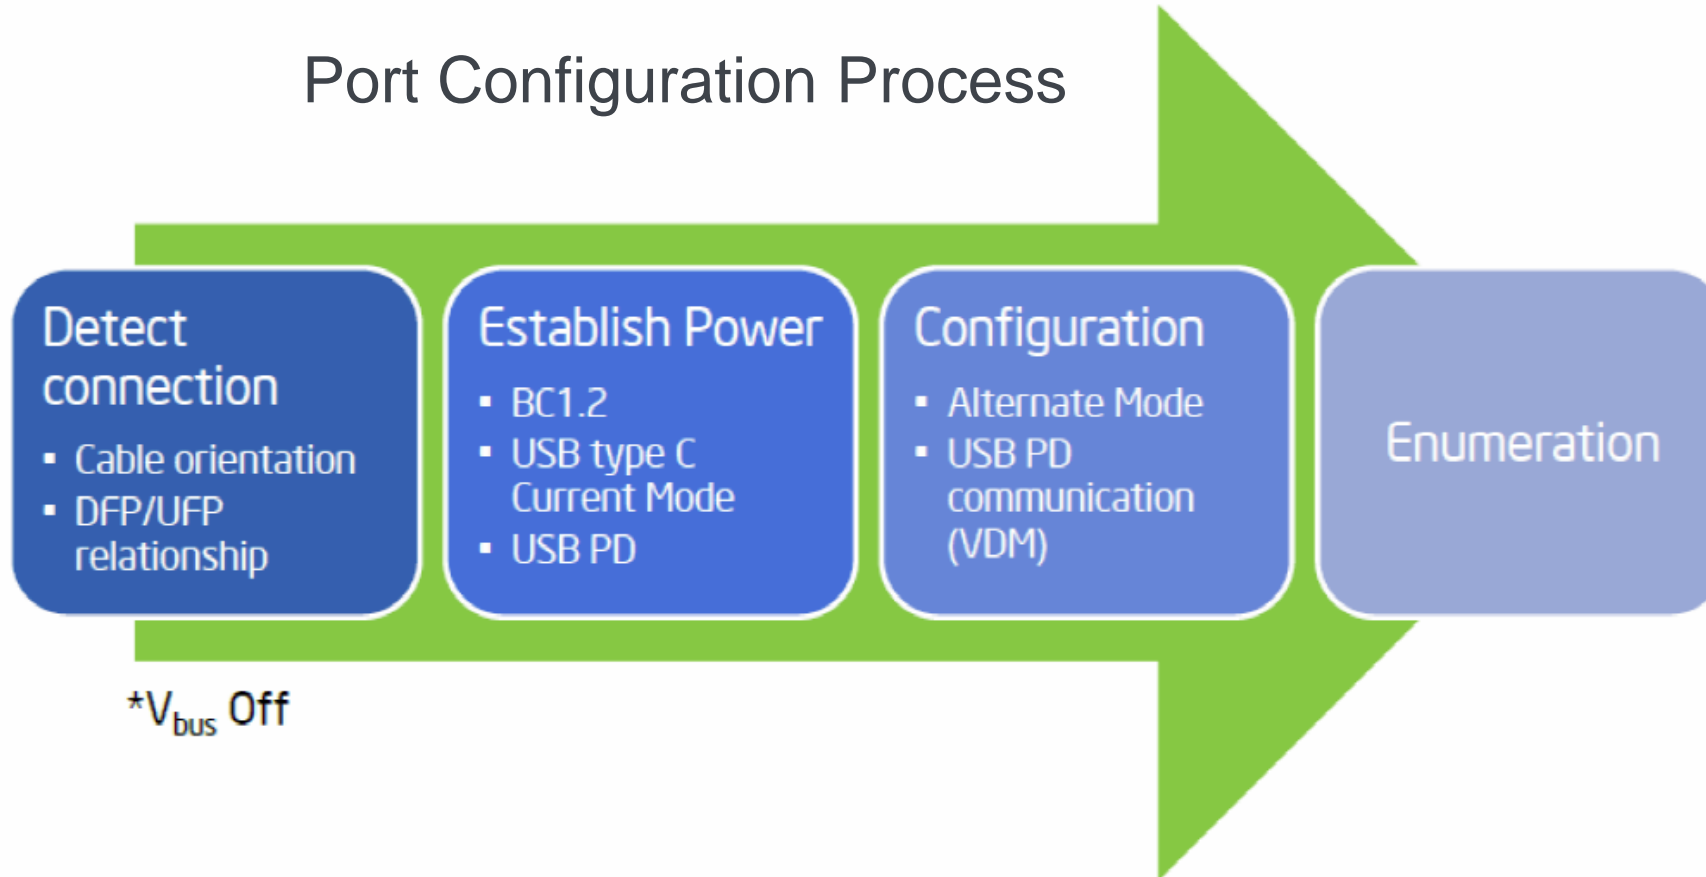 Port Configuration Process
Detect
connection
▪ Cable orientation
▪ DFP/UFP
relationship
Establish Power
▪ BC1.2
▪ USB type C
Current Mode
▪ USB PD
Configuration
▪ Alternate Mode
▪ USB PD
communication
(VDM)
Enumeration
*Vbus Off